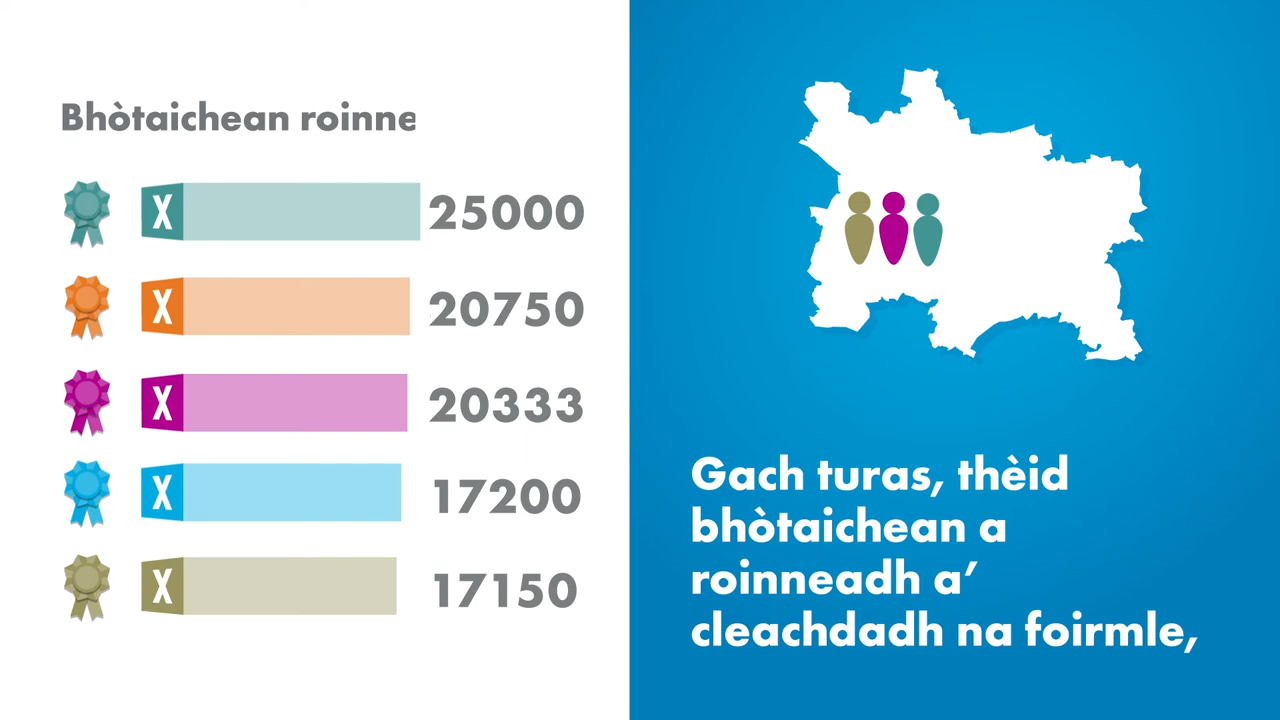 Bhòtaichean roinne
X 25000
X 20750
X 20333
X 17200
X 17150
Gach turas, thèid
bhòtaichean a
roinneadh a’
cleachdadh na foirmle,